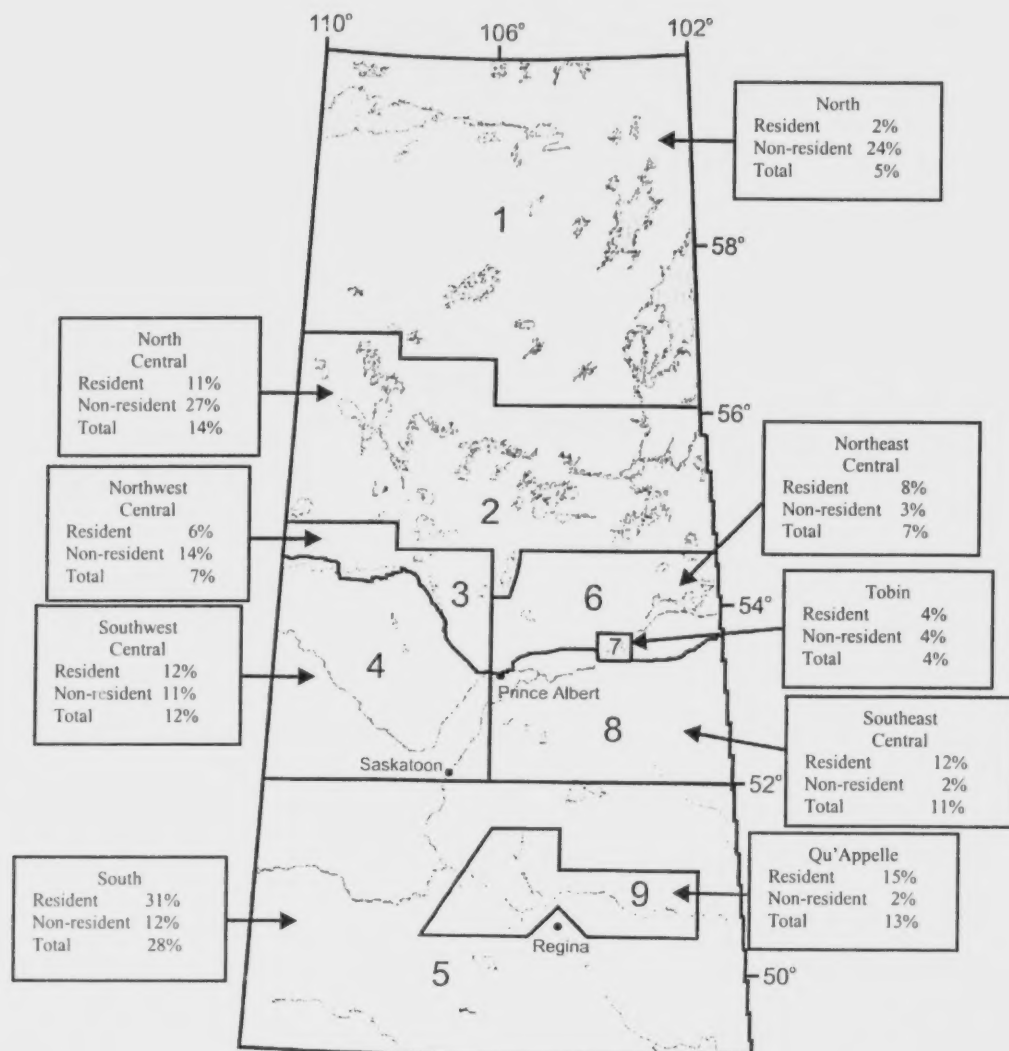 110°
106°
102°
North
Resident 2%
Non-resident 24%
Total 5%
1
58°
North
Central
Resident 11%
Non-resident 27%
Total 14%
56°
Northeast
Central
Resident 8%
Non-resident 3%
Total 7%
Northwest
Central
Resident 6%
Non-resident 14%
Total 7%
2
3
6
54°
Tobin
Resident 4%
Non-resident 4%
Total 4%
7
Southwest
Central
Resident 12%
Non-resident 11%
Total 12%
4
Prince Albert
8
Southeast
Central
Resident 12%
Non-resident 2%
Total 11%
Saskatoon
52°
South
Resident 31%
Non-resident 12%
Total 28%
9
Qu'Appelle
Resident 15%
Non-resident 2%
Total 13%
Regina
5
50°